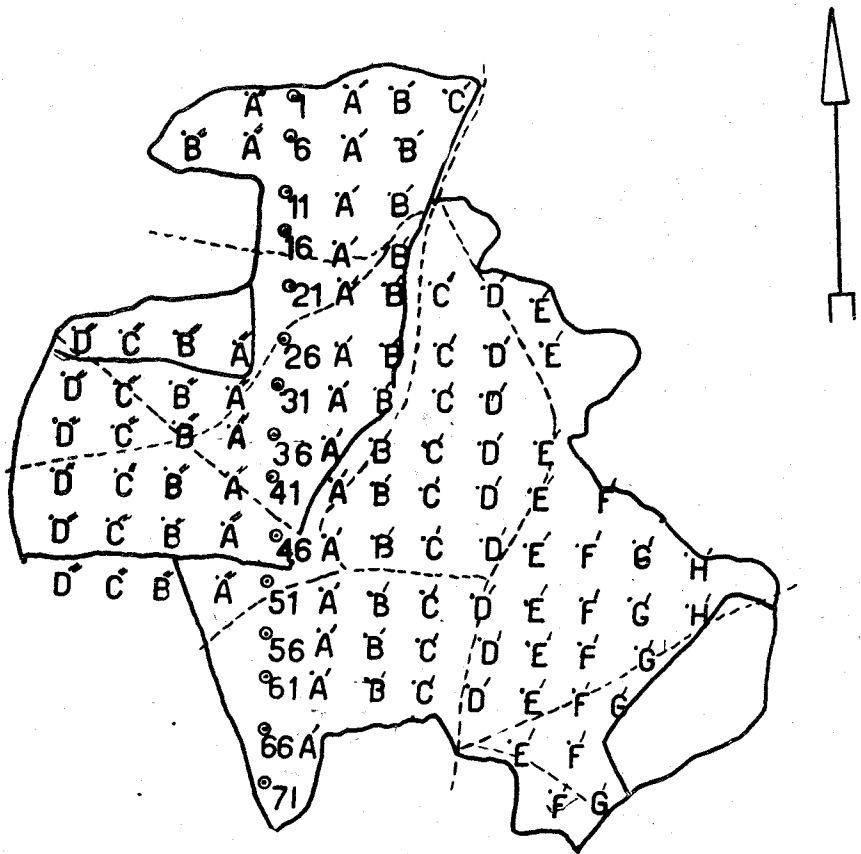 A″ 1 A′ B′ C′
B″ A″ 6 A′ B′
11 A′ B′
16 A′ B′
21 A′ B′ C′ D′ E′
D″ C″ B″ A″ 26 A′ B′ C′ D′ E′
D″ C″ B″ A″ 31 A′ B′ C′ D′
D″ C″ B″ A″ 36 A′ B′ C′ D′ E′
D″ C″ B″ A″ 41 A′ B′ C′ D′ E′ F′
D″ C″ B″ A″ 46 A′ B′ C′ D′ E′ F′ G′ H′
D″ C″ B″ A″ 51 A′ B′ C′ D′ E′ F′ G′ H′
56 A′ B′ C′ D′ E′ F′ G′
61 A′ B′ C′ D′ E′ F′ G′
66 A′ E′ F′
71 F′ G′